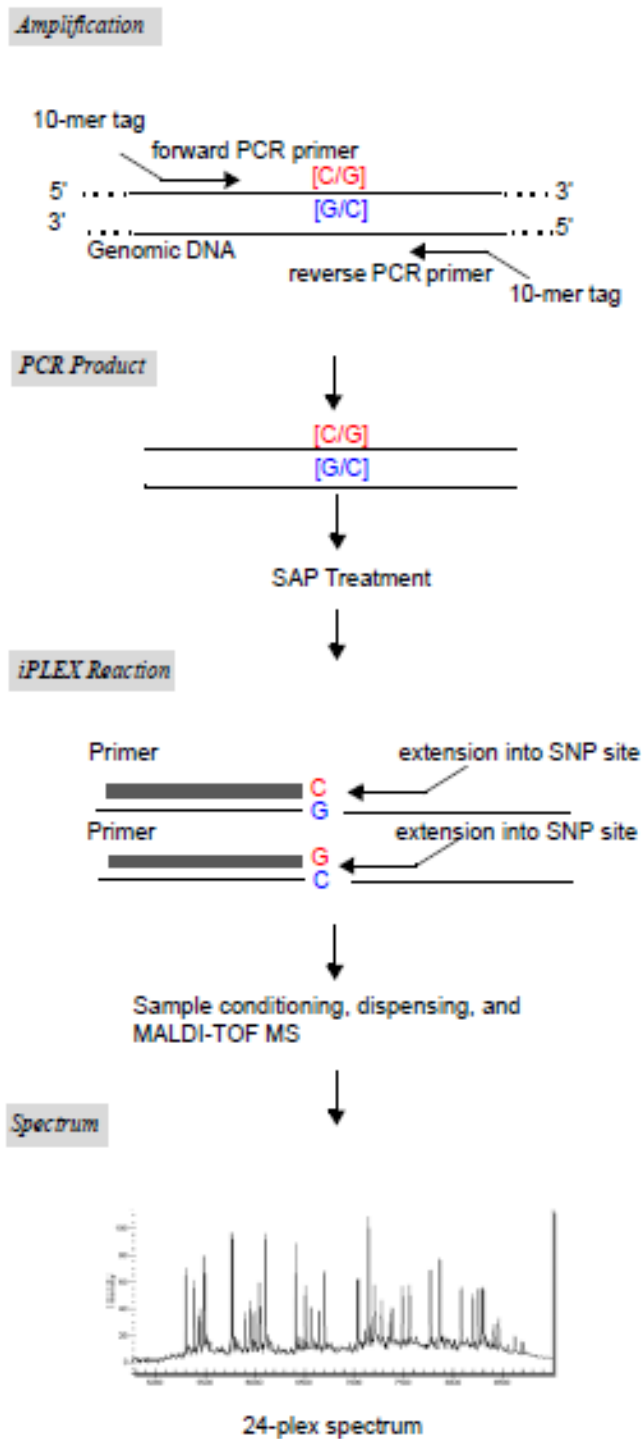 Amplification
10-mer tag
forward PCR primer
[C/G]
5' 3'
[G/C]
3' 5'
Genomic DNA
reverse PCR primer
10-mer tag
PCR Product
[C/G]
[G/C]
SAP Treatment
iPLEX Reaction
Primer extension into SNP site
C
G
Primer extension into SNP site
G
C
Sample conditioning, dispensing, and
MALDI-TOF MS
Spectrum
24-plex spectrum